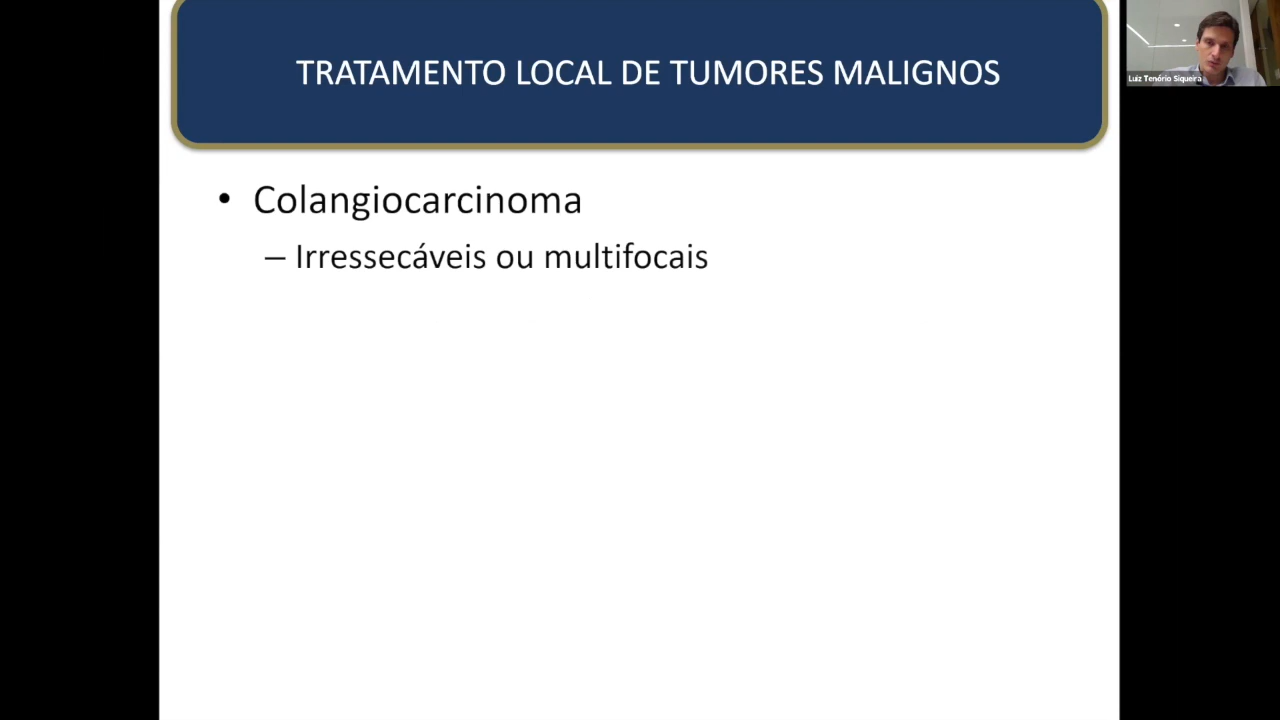 TRATAMENTO LOCAL DE TUMORES MALIGNOS
Luiz Tenório Siqueira
• Colangiocarcinoma
– Irressecáveis ou multifocais